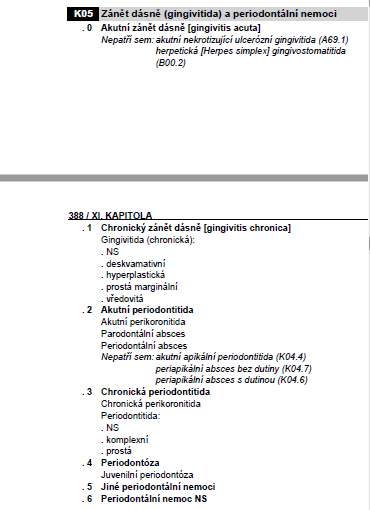 K05 Zánět dásně (gingivitida) a periodontální nemoci
. 0 Akutní zánět dásně [gingivitis acuta]
Nepatří sem: akutní nekrotizující ulcerózní gingivitida (A69.1)
herpetická [Herpes simplex] gingivostomatitida
(B00.2)
388 / XI. KAPITOLA
. 1 Chronický zánět dásně [gingivitis chronica]
Gingivitida (chronická):
. NS
. deskvamativní
. hyperplastická
. prostá marginální
. vředovitá
. 2 Akutní periodontitida
Akutní perikoronitida
Parodontální absces
Periodontální absces
Nepatří sem: akutní apikální periodontitida (K04.4)
periapikální absces bez dutiny (K04.7)
periapikální absces s dutinou (K04.6)
. 3 Chronická periodontitida
Chronická perikoronitida
Periodontitida:
. NS
. komplexní
. prostá
. 4 Periodontóza
Juvenilní periodontóza
. 5 Jiné periodontální nemoci
. 6 Periodontální nemoc NS